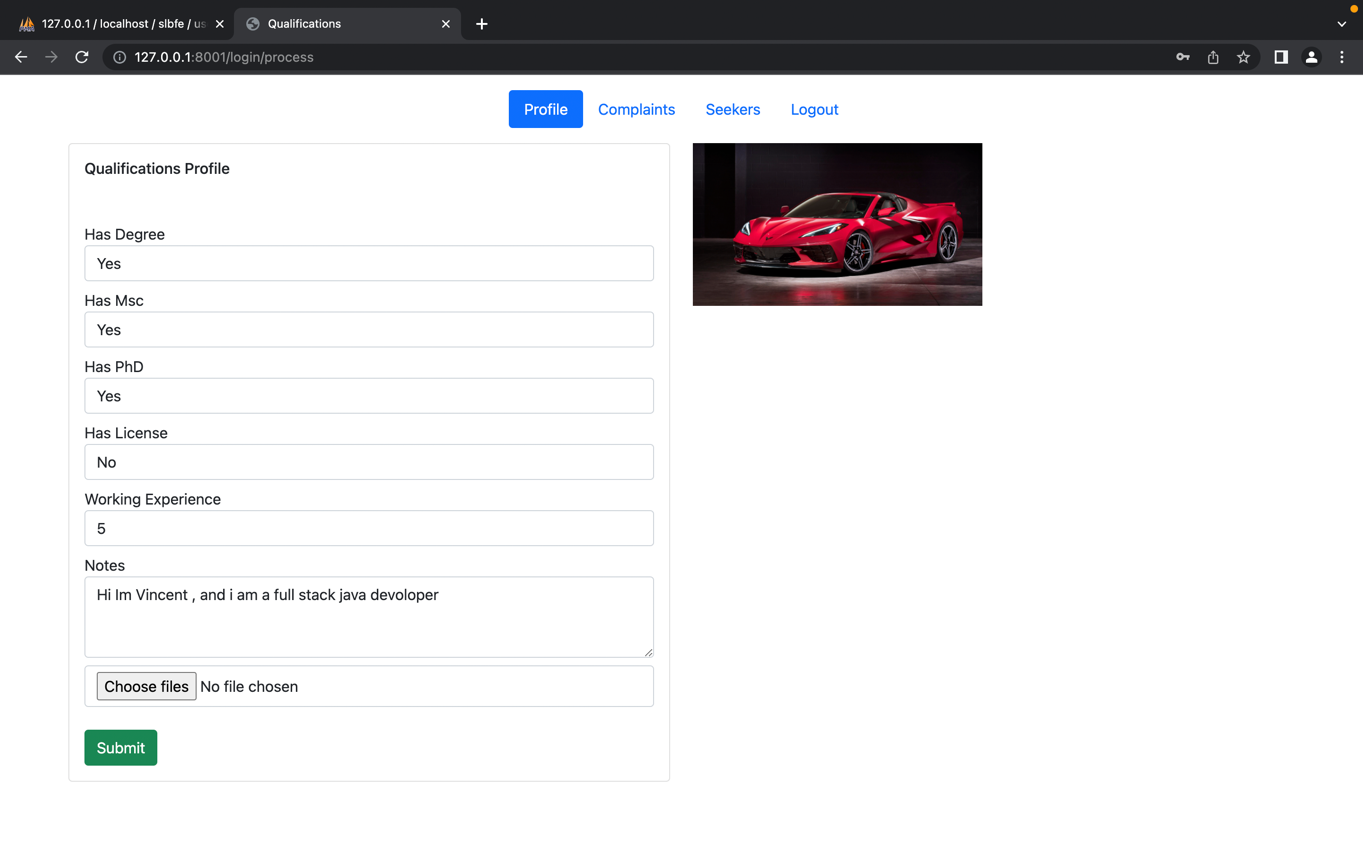 127.0.0.1 / localhost / slbfe / us
Qualifications
127.0.0.1:8001/login/process
Profile
Complaints
Seekers
Logout
Qualifications Profile
Has Degree
Yes
Has Msc
Yes
Has PhD
Yes
Has License
No
Working Experience
5
Notes
Hi Im Vincent , and i am a full stack java devoloper
Choose files No file chosen
Submit